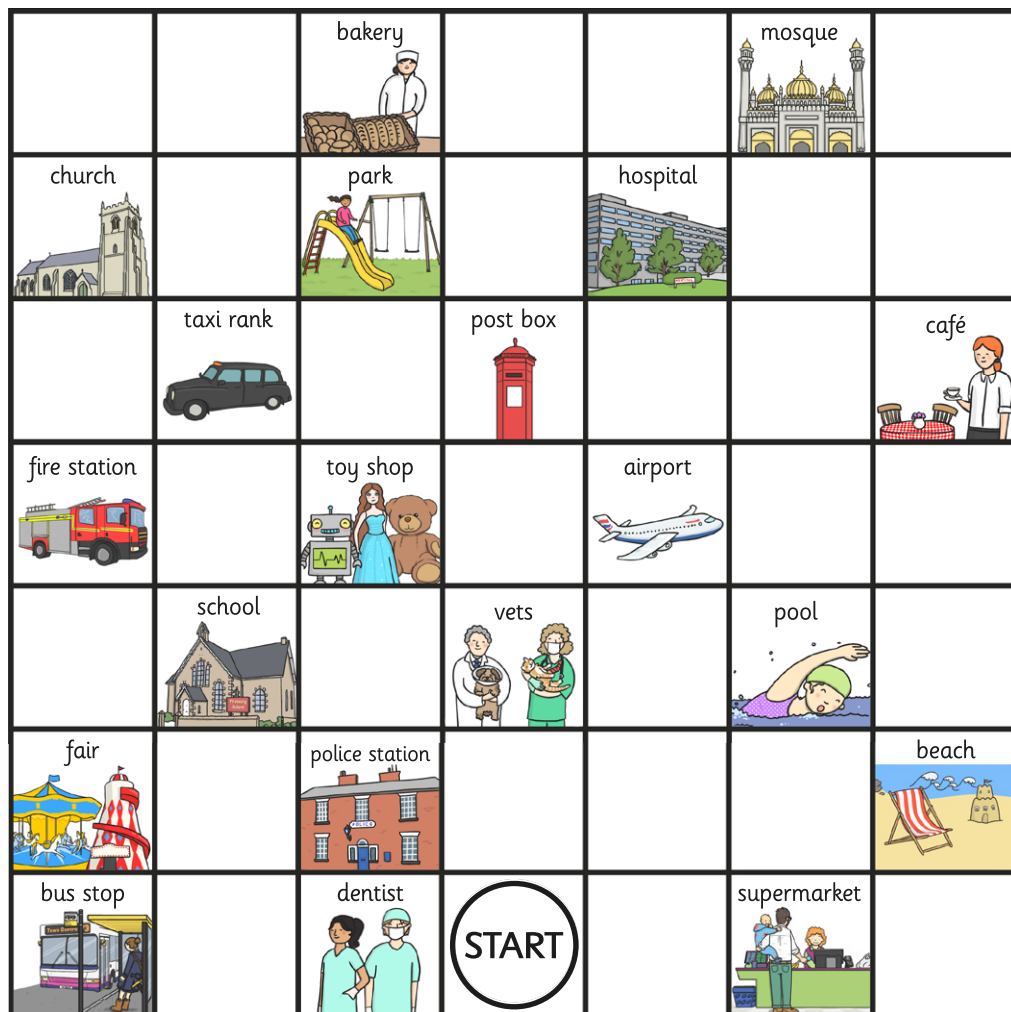 bakery
mosque
church
park
hospital
taxi rank
post box
café
fire station
toy shop
airport
school
vets
pool
fair
police station
POLICE
beach
bus stop
dentist
START
supermarket